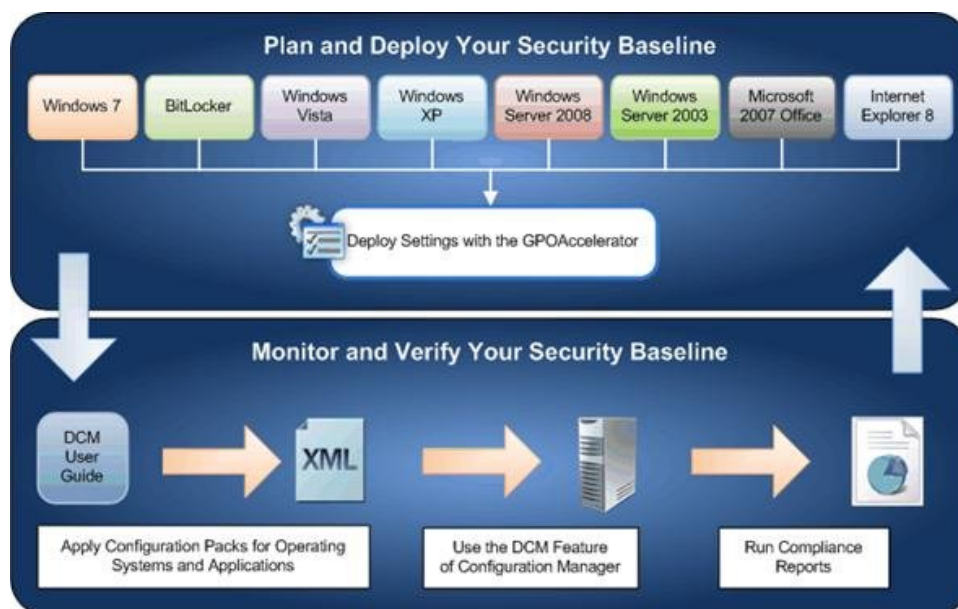 Plan and Deploy Your Security Baseline
Windows 7
BitLocker
Windows
Vista
Windows
XP
Windows
Server 2008
Windows
Server 2003
Microsoft
2007 Office
Internet
Explorer 8
Deploy Settings with the GPOAccelerator
Monitor and Verify Your Security Baseline
DCM
User
Guide
XML
Apply Configuration Packs for Operating
Systems and Applications
Use the DCM Feature
of Configuration Manager
Run Compliance
Reports